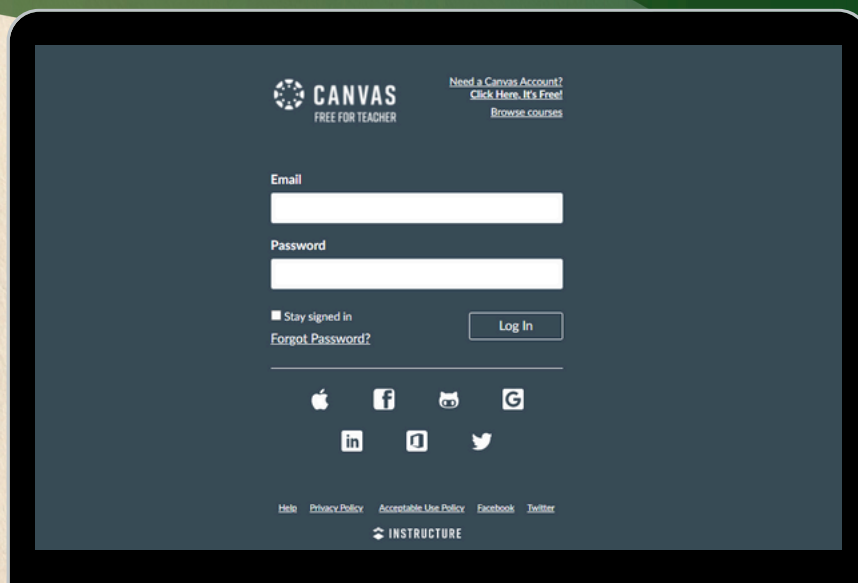 CANVAS
FREE FOR TEACHER
Need a Canvas Account?
Click Here, It's Free!
Browse courses
Email
Password
Stay signed in
Forgot Password?
Log In
Help Privacy Policy Acceptable Use Policy Facebook Twitter
INSTRUCTURE